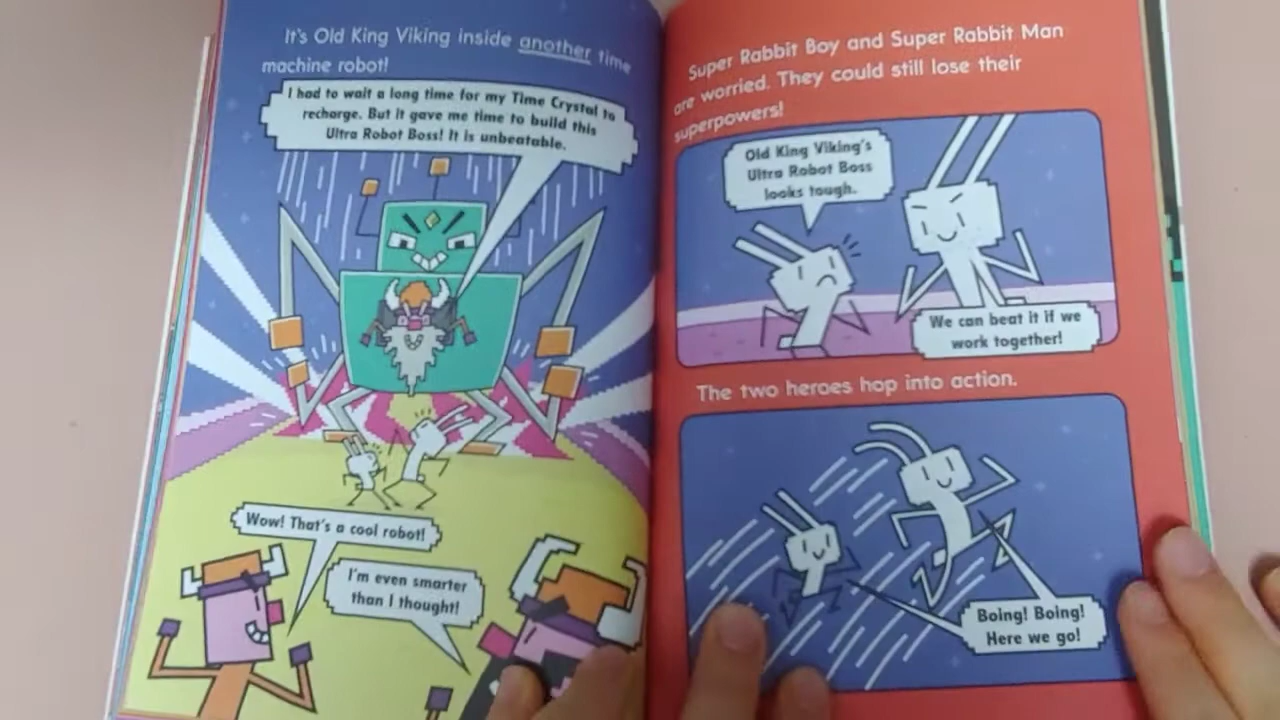 It's Old King Viking inside another time
machine robot!
I had to wait a long time for my Time Crystal to
recharge. But it gave me time to build this
Ultra Robot Boss! It is unbeatable.
Wow! That's a cool robot!
I'm even smarter
than I thought!
Super Rabbit Boy and Super Rabbit Man
are worried. They could still lose their
superpowers!
Old King Viking's
Ultra Robot Boss
looks tough.
We can beat it if we
work together!
The two heroes hop into action.
Boing! Boing!
Here we go!